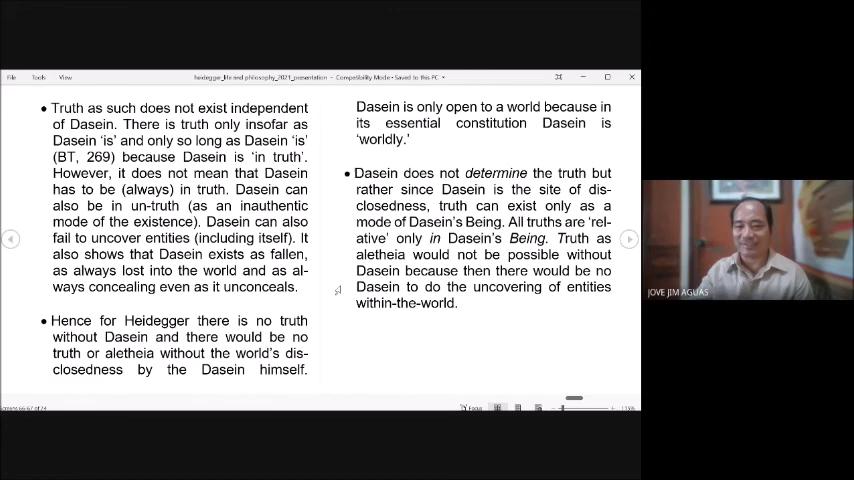 File Tools View heidegger_life and philosophy_2021_presentation - Compatibility Mode • Saved to this PC
• Truth as such does not exist independent
of Dasein. There is truth only insofar as
Dasein ‘is’ and only so long as Dasein ‘is’
(BT, 269) because Dasein is ‘in truth’.
However, it does not mean that Dasein
has to be (always) in truth. Dasein can
also be in un-truth (as an inauthentic
mode of the existence). Dasein can also
fail to uncover entities (including itself). It
also shows that Dasein exists as fallen,
as always lost into the world and as al-
ways concealing even as it unconceals.
• Hence for Heidegger there is no truth
without Dasein and there would be no
truth or aletheia without the world’s dis-
closedness by the Dasein himself.
Dasein is only open to a world because in
its essential constitution Dasein is
‘worldly.’
• Dasein does not determine the truth but
rather since Dasein is the site of dis-
closedness, truth can exist only as a
mode of Dasein’s Being. All truths are ‘rel-
ative’ only in Dasein’s Being. Truth as
aletheia would not be possible without
Dasein because then there would be no
Dasein to do the uncovering of entities
within-the-world.
JOVE JIM AGUAS
Screens 66-67 of 74
Focus